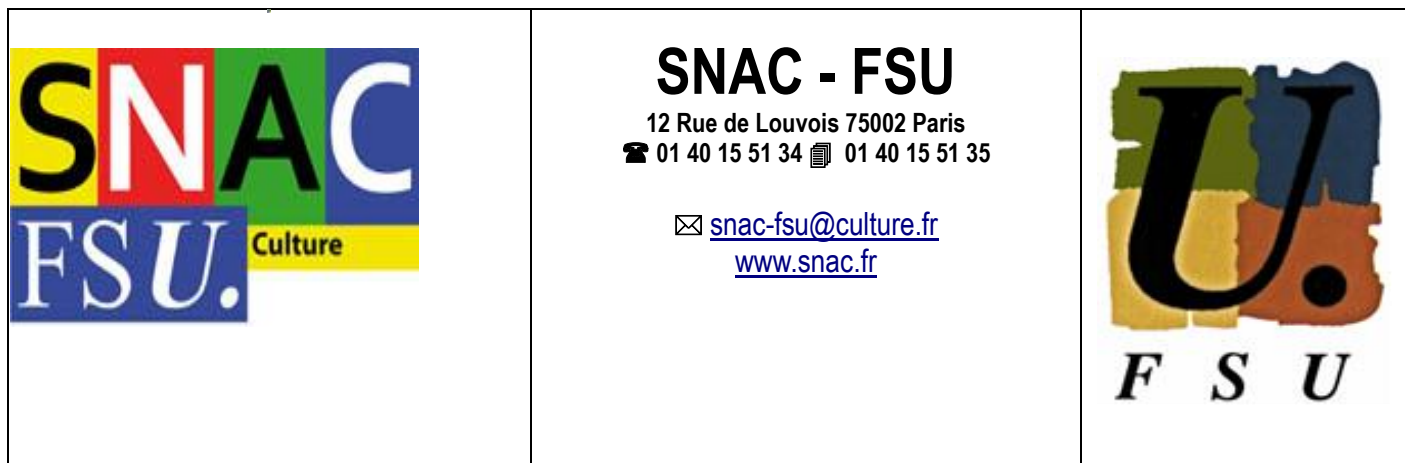 SNAC
FSU.
Culture
SNAC - FSU
12 Rue de Louvois 75002 Paris
☎ 01 40 15 51 34 🗐 01 40 15 51 35
✉ snac-fsu@culture.fr
www.snac.fr
U.
F S U